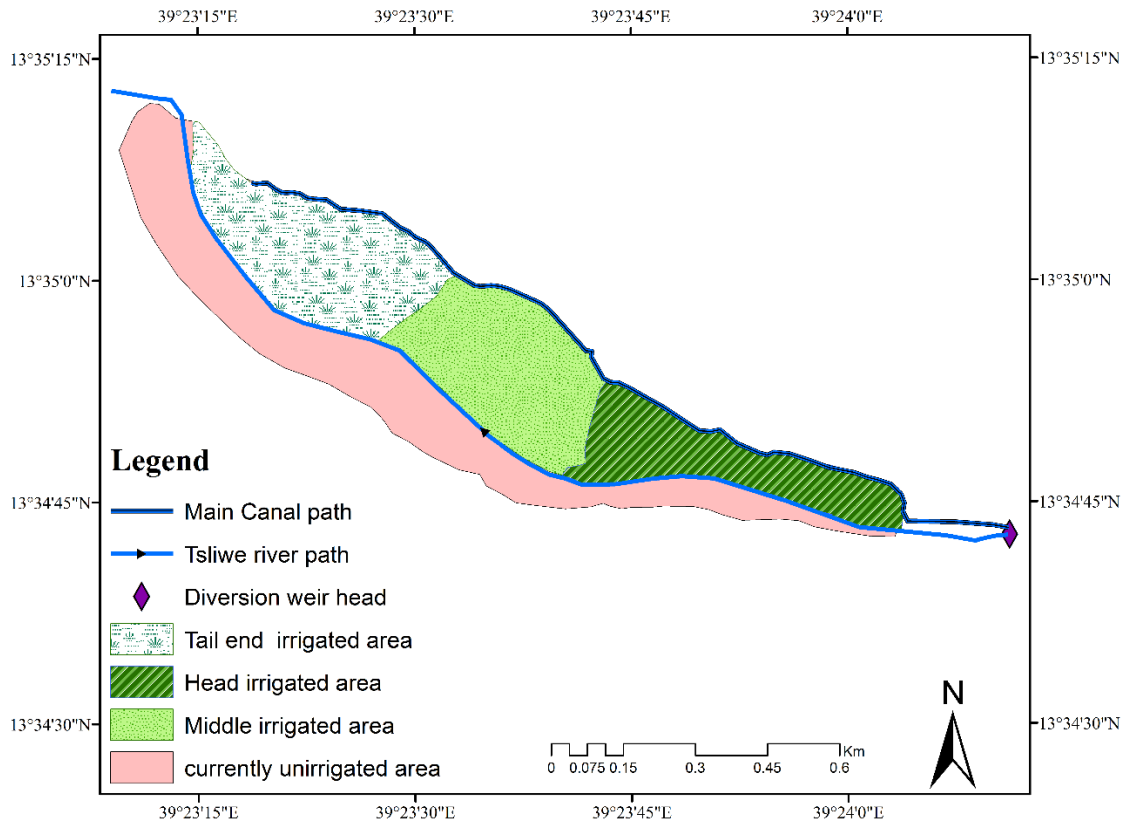 39°23'15"E 39°23'30"E 39°23'45"E 39°24'0"E
13°35'15"N 13°35'15"N
13°35'0"N 13°35'0"N
Legend
13°34'45"N 13°34'45"N
Main Canal path
Tsliwe river path
Diversion weir head
Tail end irrigated area
Head irrigated area
N
Middle irrigated area
13°34'30"N 13°34'30"N
currently unirrigated area
Km
0 0.075 0.15 0.3 0.45 0.6
39°23'15"E 39°23'30"E 39°23'45"E 39°24'0"E